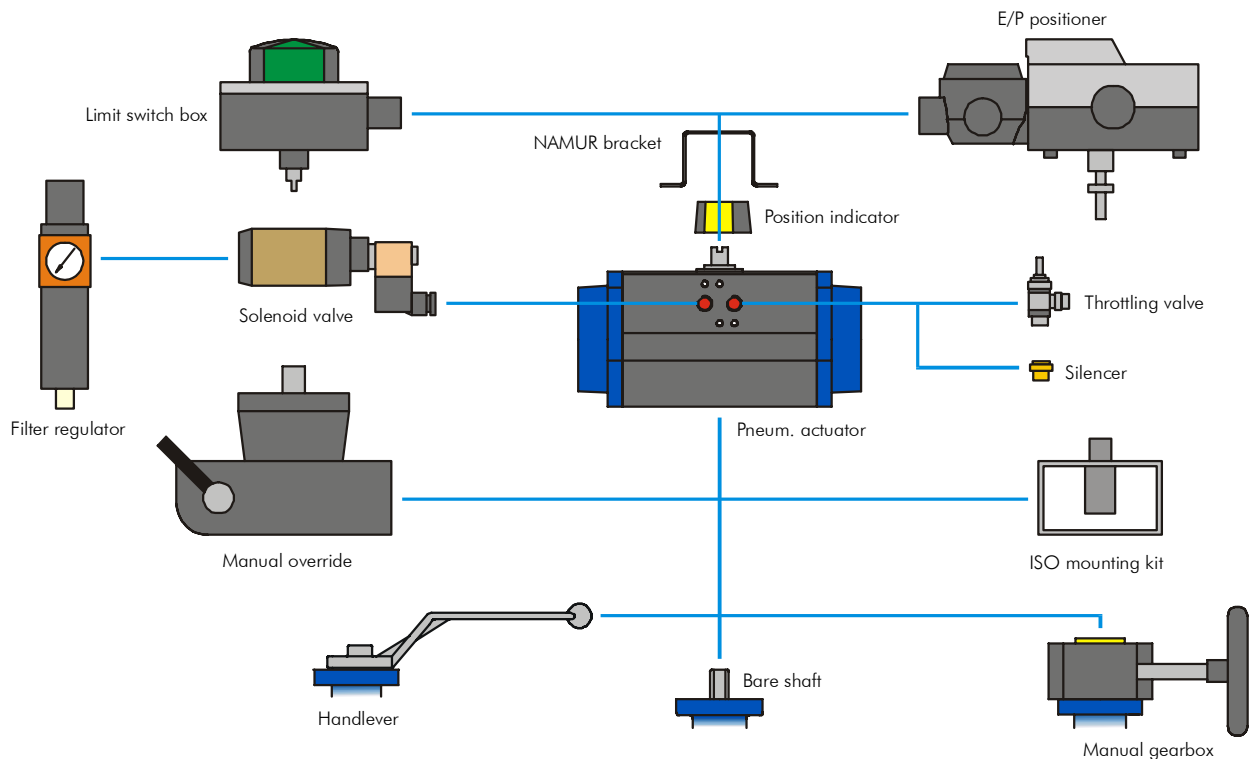 E/P positioner
Limit switch box
NAMUR bracket
Position indicator
Solenoid valve
Throttling valve
Silencer
Filter regulator
Pneum. actuator
Manual override
ISO mounting kit
Bare shaft
Handlever
Manual gearbox